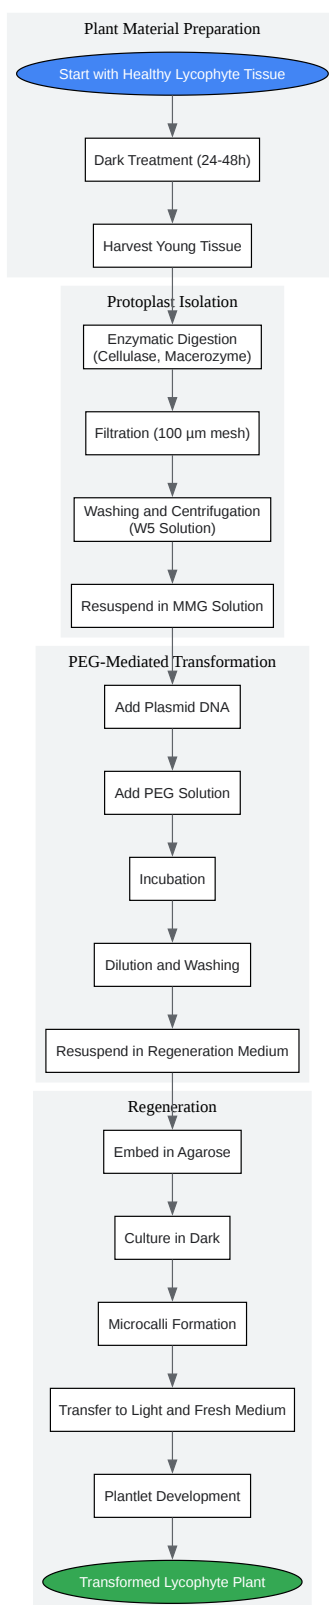 Plant Material Preparation
Start with Healthy Lycophyte Tissue
Dark Treatment (24-48h)
Harvest Young Tissue
Protoplast Isolation
Enzymatic Digestion
(Cellulase, Macerozyme)
Filtration (100 µm mesh)
Washing and Centrifugation
(W5 Solution)
Resuspend in MMG Solution
PEG-Mediated Transformation
Add Plasmid DNA
Add PEG Solution
Incubation
Dilution and Washing
Resuspend in Regeneration Medium
Regeneration
Embed in Agarose
Culture in Dark
Microcalli Formation
Transfer to Light and Fresh Medium
Plantlet Development
Transformed Lycophyte Plant